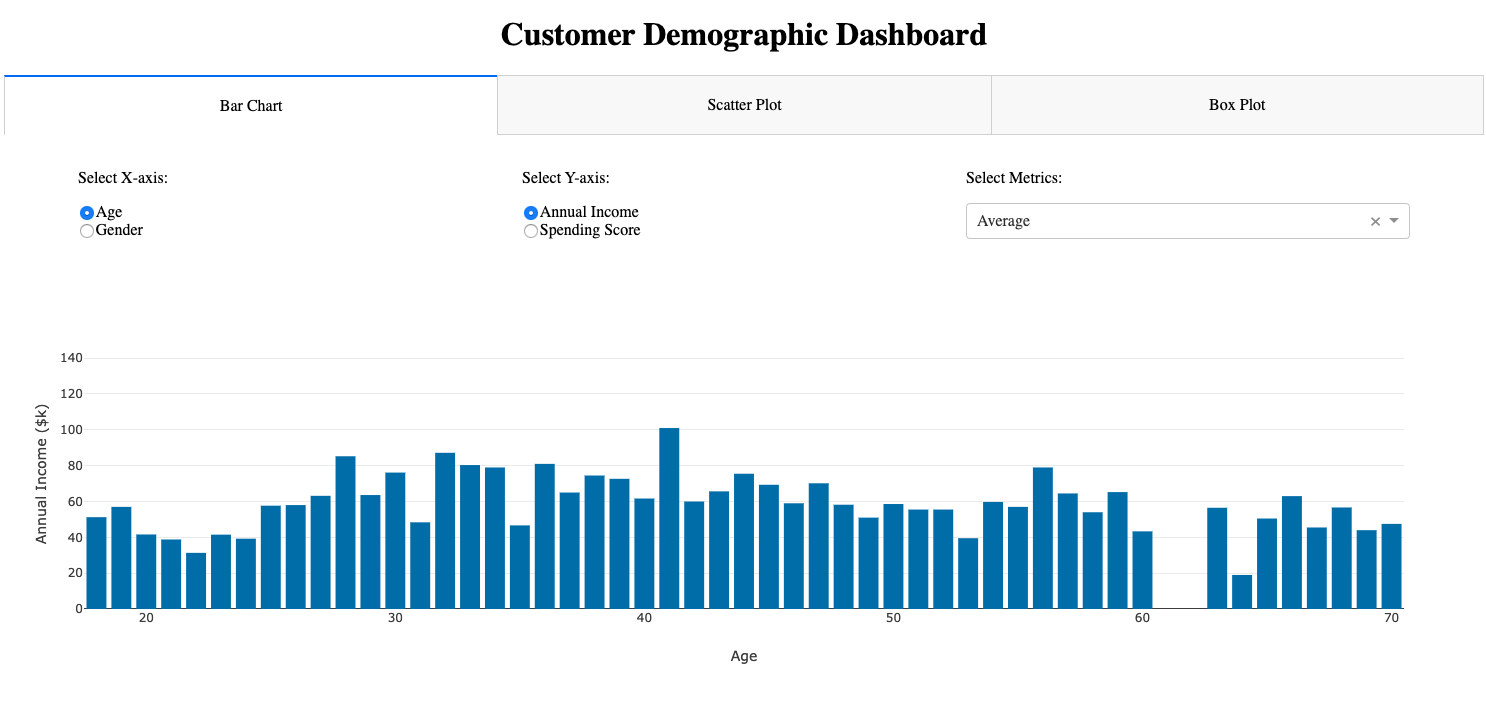 Customer Demographic Dashboard
Bar Chart
Scatter Plot
Box Plot
Select X-axis:
Age
Gender
Select Y-axis:
Annual Income
Spending Score
Select Metrics:
Average
140
120
100
80
60
40
20
0
Annual Income ($k)
20
30
40
50
60
70
Age